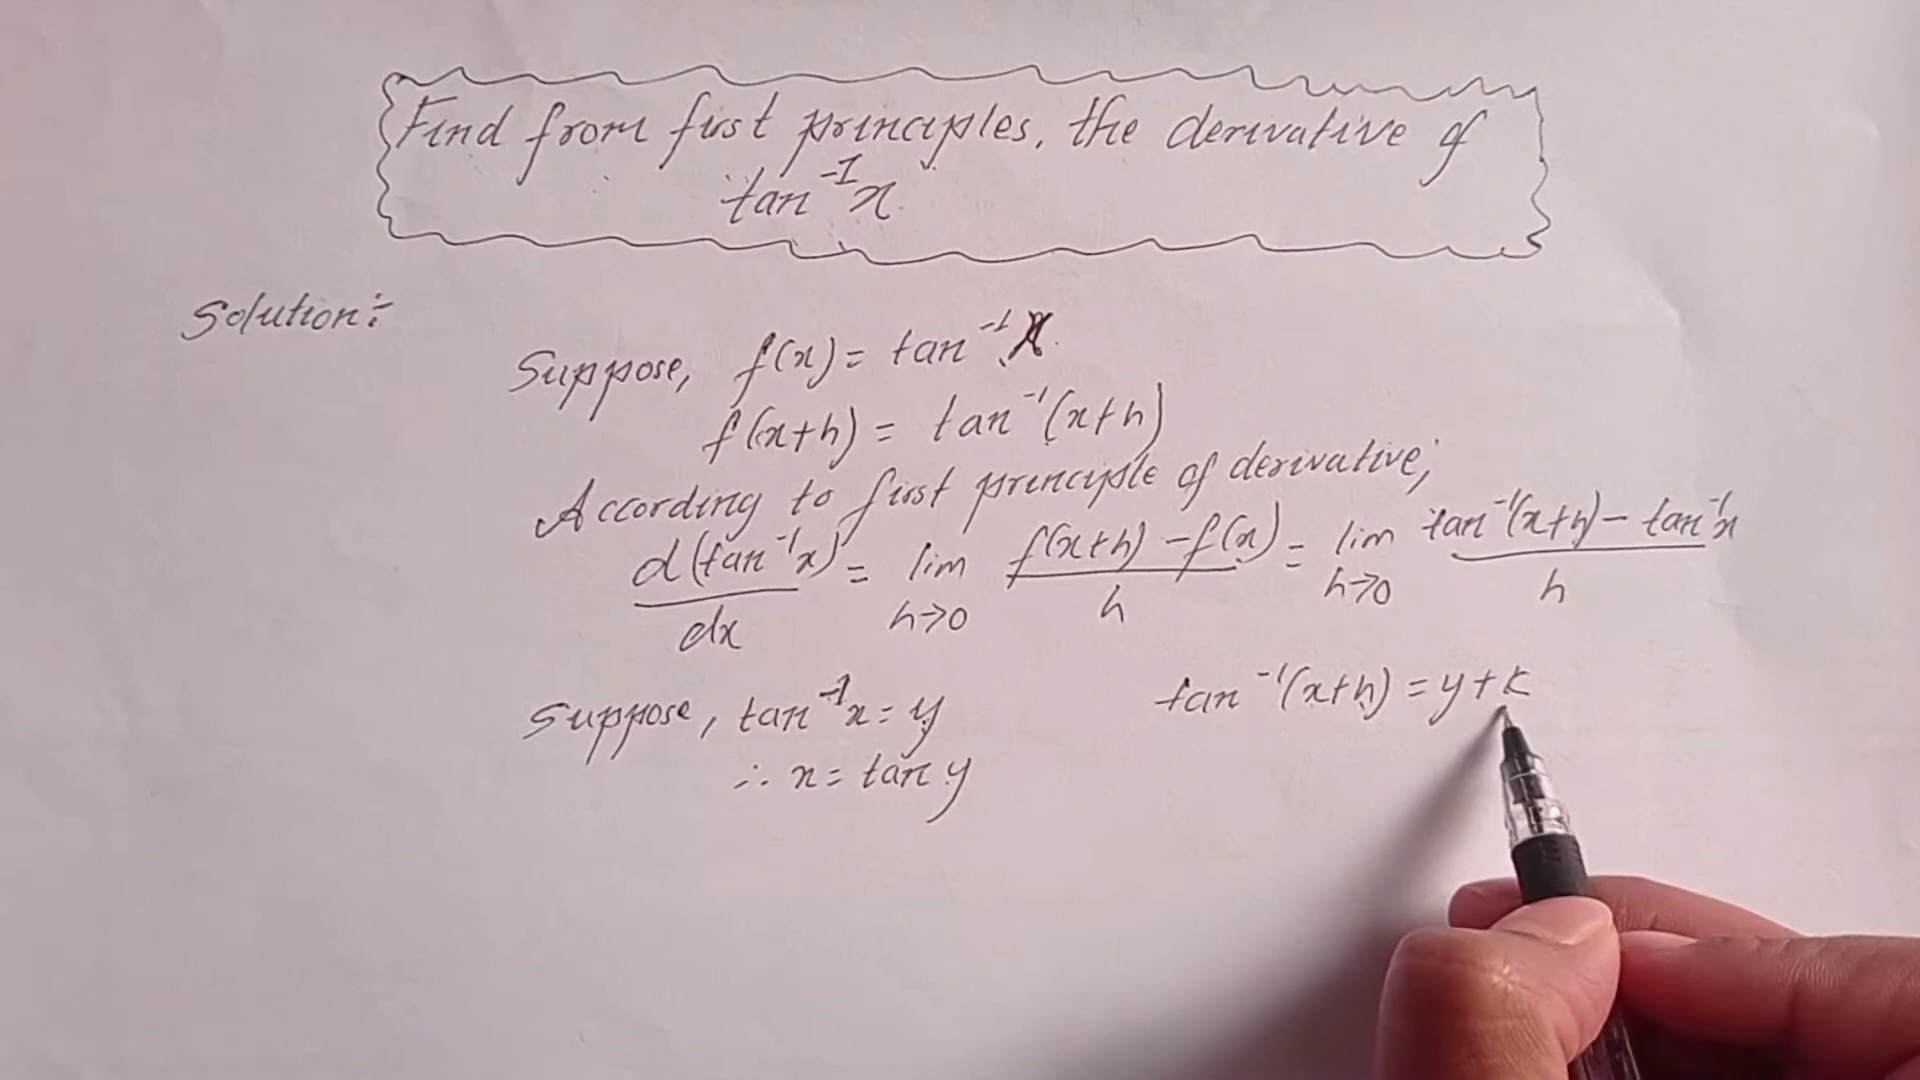 Find from first principles, the derivative of
tan⁻¹x.
Solution:-
Suppose, f(x) = tan⁻¹x.
f(x+h) = tan⁻¹(x+h)
According to first principle of derivative;
d(tan⁻¹x)/dx = lim h→0 f(x+h) - f(x)/h = lim h→0 tan⁻¹(x+h) - tan⁻¹x/h
Suppose, tan⁻¹x = y tan⁻¹(x+h) = y+k
∴ x = tan y